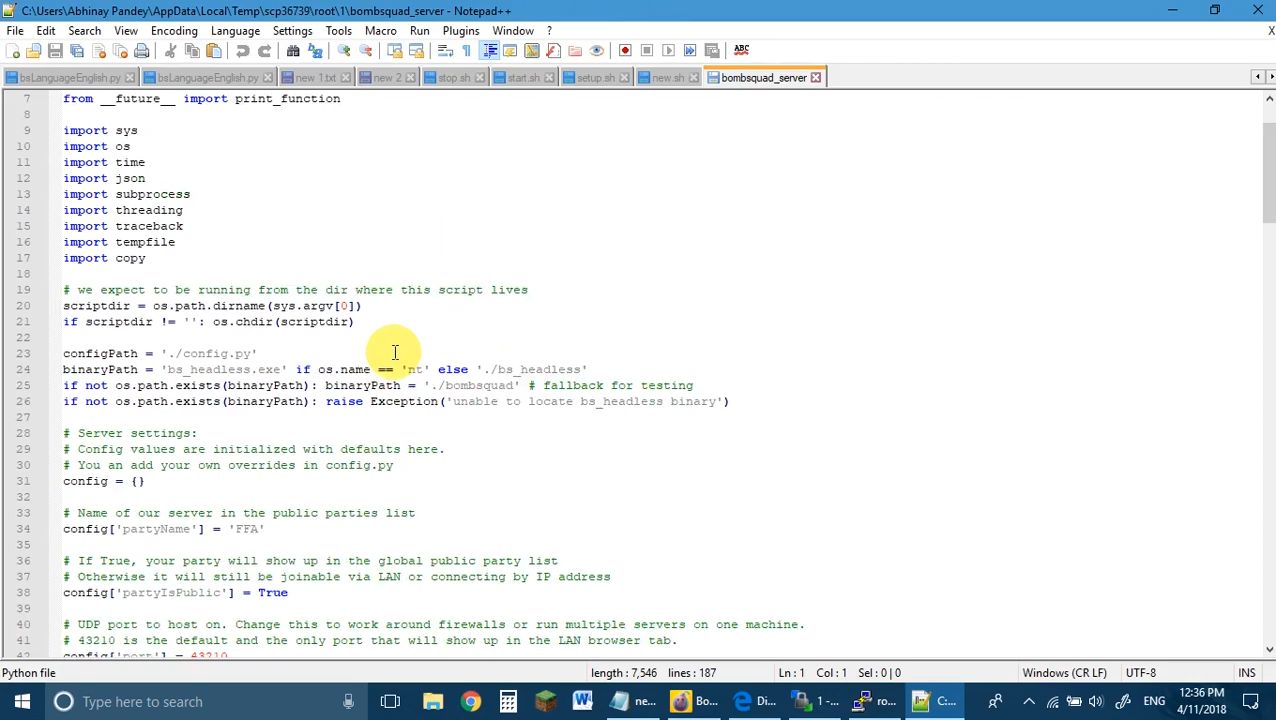 C:\Users\Abhinay Pandey\AppData\Local\Temp\scp36739\root\1\bombsquad_server - Notepad++
File Edit Search View Encoding Language Settings Tools Macro Run Plugins Window ? X
bsLanguageEnglish.py bsLanguageEnglish.py new 1.txt new 2 stop.sh start.sh setup.sh new.sh bombsquad_server
7 from __future__ import print_function
8
9 import sys
10 import os
11 import time
12 import json
13 import subprocess
14 import threading
15 import traceback
16 import tempfile
17 import copy
18
19 # we expect to be running from the dir where this script lives
20 scriptdir = os.path.dirname(sys.argv[0])
21 if scriptdir != '': os.chdir(scriptdir)
22
23 configPath = './config.py'
24 binaryPath = 'bs_headless.exe' if os.name == 'nt' else './bs_headless'
25 if not os.path.exists(binaryPath): binaryPath = './bombsquad' # fallback for testing
26 if not os.path.exists(binaryPath): raise Exception('unable to locate bs_headless binary')
27
28 # Server settings:
29 # Config values are initialized with defaults here.
30 # You an add your own overrides in config.py
31 config = {}
32
33 # Name of our server in the public parties list
34 config['partyName'] = 'FFA'
35
36 # If True, your party will show up in the global public party list
37 # Otherwise it will still be joinable via LAN or connecting by IP address
38 config['partyIsPublic'] = True
39
40 # UDP port to host on. Change this to work around firewalls or run multiple servers on one machine.
41 # 43210 is the default and the only port that will show up in the LAN browser tab.
42 config['port'] = 43210
Python file length : 7,546 lines : 187 Ln : 1 Col : 1 Sel : 0 | 0 Windows (CR LF) UTF-8 INS
Type here to search ne... Bo... Di... 1 -... ro... C:... ENG 12:36 PM
4/11/2018